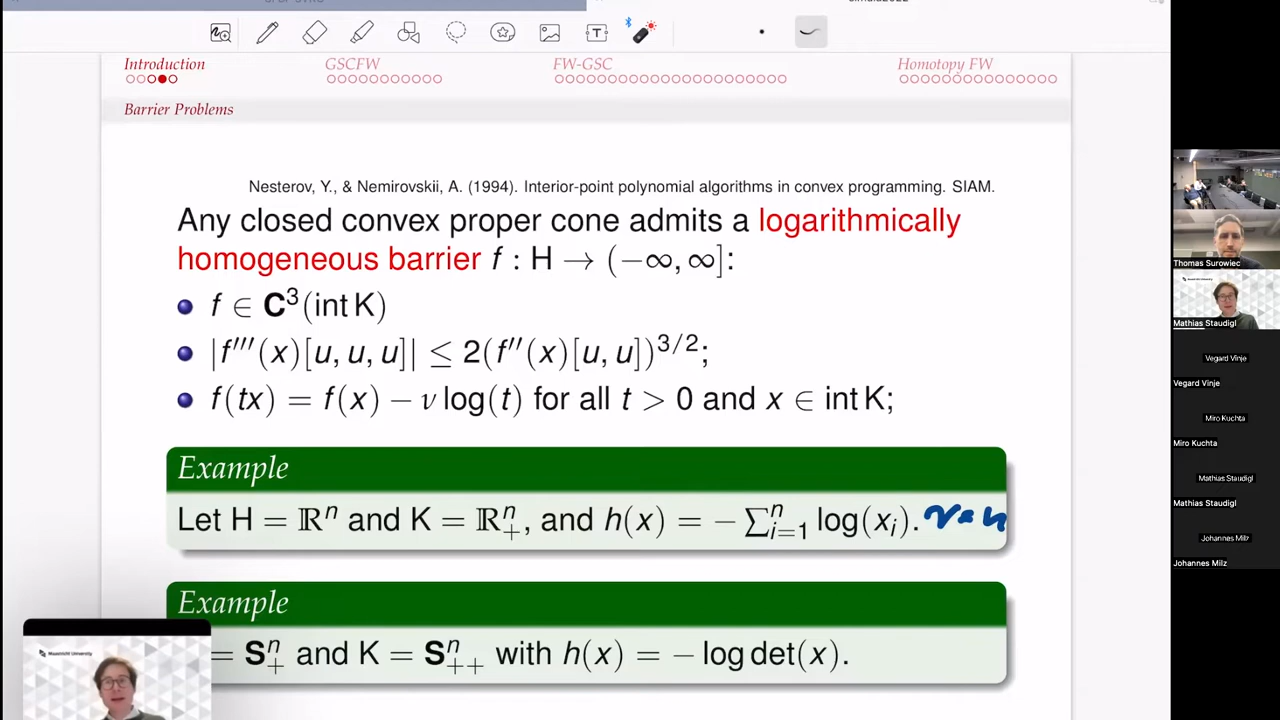 Introduction
GSCFW
FW-GSC
Homotopy FW
Barrier Problems
Nesterov, Y., & Nemirovskii, A. (1994). Interior-point polynomial algorithms in convex programming. SIAM.
Any closed convex proper cone admits a logarithmically
homogeneous barrier f : H → (−∞, ∞]:
f ∈ C³(int K)
|f′′′(x)[u, u, u]| ≤ 2(f′′(x)[u, u])^{3/2};
f(tx) = f(x) − ν log(t) for all t > 0 and x ∈ int K;
Example
Let H = ℝⁿ and K = ℝⁿ₊, and h(x) = − ∑ⁿᵢ₌₁ log(xᵢ). ν = n
Example
= Sⁿ₊ and K = Sⁿ₊₊ with h(x) = − log det(x).
Maastricht University
Thomas Surowiec
Mathias Staudigl
Vegard Vinje
Vegard Vinje
Miro Kuchta
Miro Kuchta
Mathias Staudigl
Mathias Staudigl
Johannes Milz
Johannes Milz